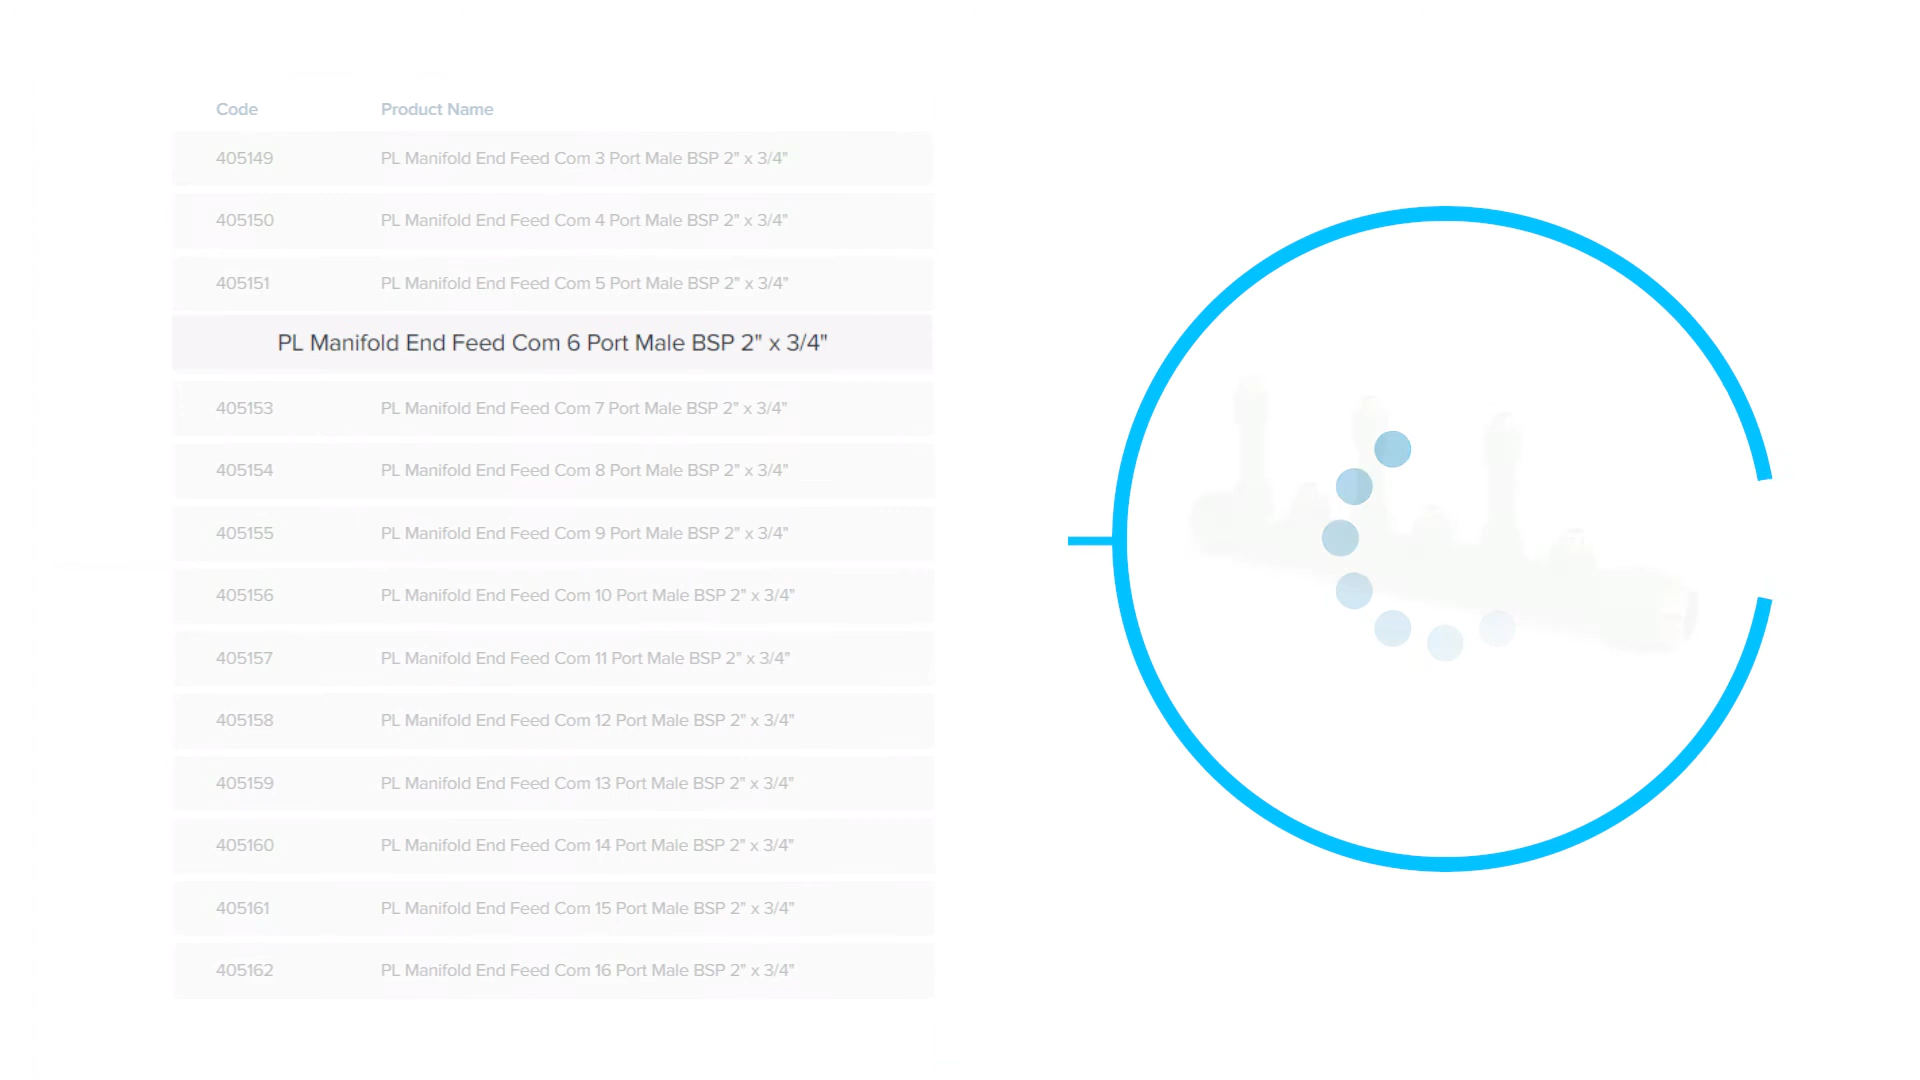 Code Product Name
405149 PL Manifold End Feed Com 3 Port Male BSP 2" x 3/4"
405150 PL Manifold End Feed Com 4 Port Male BSP 2" x 3/4"
405151 PL Manifold End Feed Com 5 Port Male BSP 2" x 3/4"
PL Manifold End Feed Com 6 Port Male BSP 2" x 3/4"
405153 PL Manifold End Feed Com 7 Port Male BSP 2" x 3/4"
405154 PL Manifold End Feed Com 8 Port Male BSP 2" x 3/4"
405155 PL Manifold End Feed Com 9 Port Male BSP 2" x 3/4"
405156 PL Manifold End Feed Com 10 Port Male BSP 2" x 3/4"
405157 PL Manifold End Feed Com 11 Port Male BSP 2" x 3/4"
405158 PL Manifold End Feed Com 12 Port Male BSP 2" x 3/4"
405159 PL Manifold End Feed Com 13 Port Male BSP 2" x 3/4"
405160 PL Manifold End Feed Com 14 Port Male BSP 2" x 3/4"
405161 PL Manifold End Feed Com 15 Port Male BSP 2" x 3/4"
405162 PL Manifold End Feed Com 16 Port Male BSP 2" x 3/4"